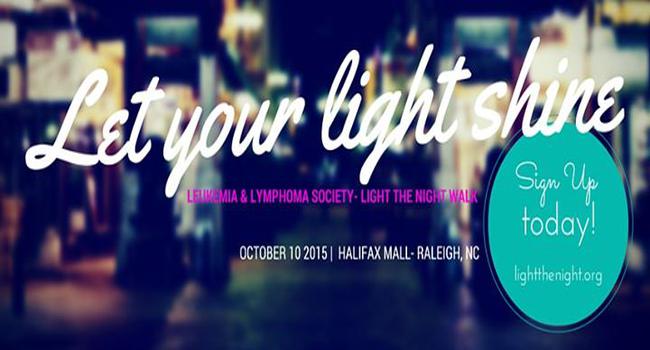 Let your light shine
LEUKEMIA & LYMPHOMA SOCIETY- LIGHT THE NIGHT WALK
OCTOBER 10 2015 | HALIFAX MALL- RALEIGH, NC
Sign Up
today!
lightthenight.org